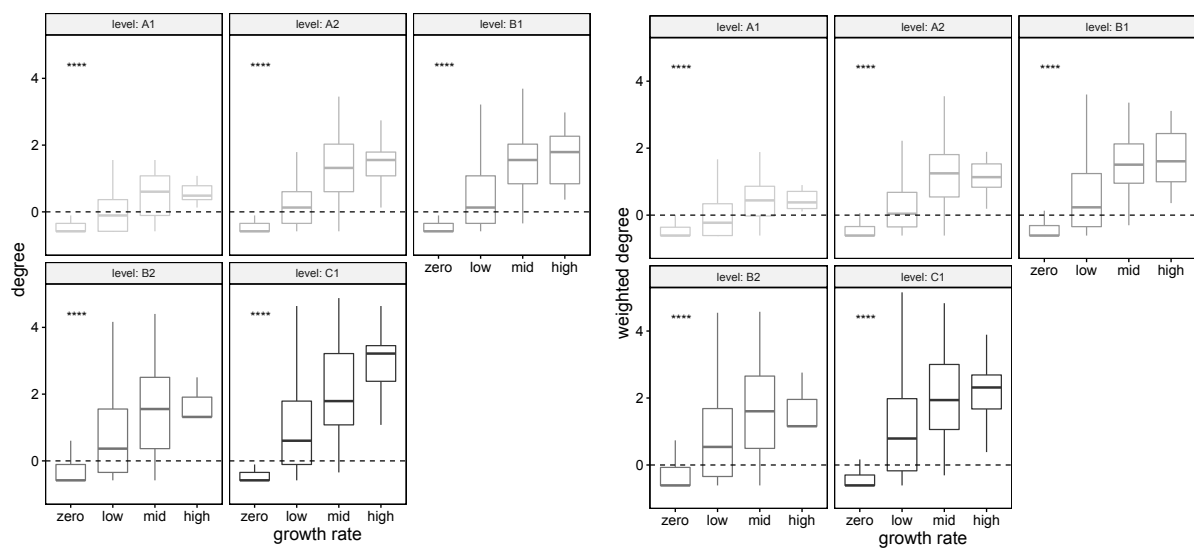 level: A1
level: A2
level: B1
****
****
****
4
2
0
zero
low
mid
high
level: B2
level: C1
****
****
4
2
0
zero
low
mid
high
zero
low
mid
high
degree
growth rate
level: A1
level: A2
level: B1
****
****
****
4
2
0
zero
low
mid
high
level: B2
level: C1
****
****
4
2
0
zero
low
mid
high
zero
low
mid
high
weighted degree
growth rate